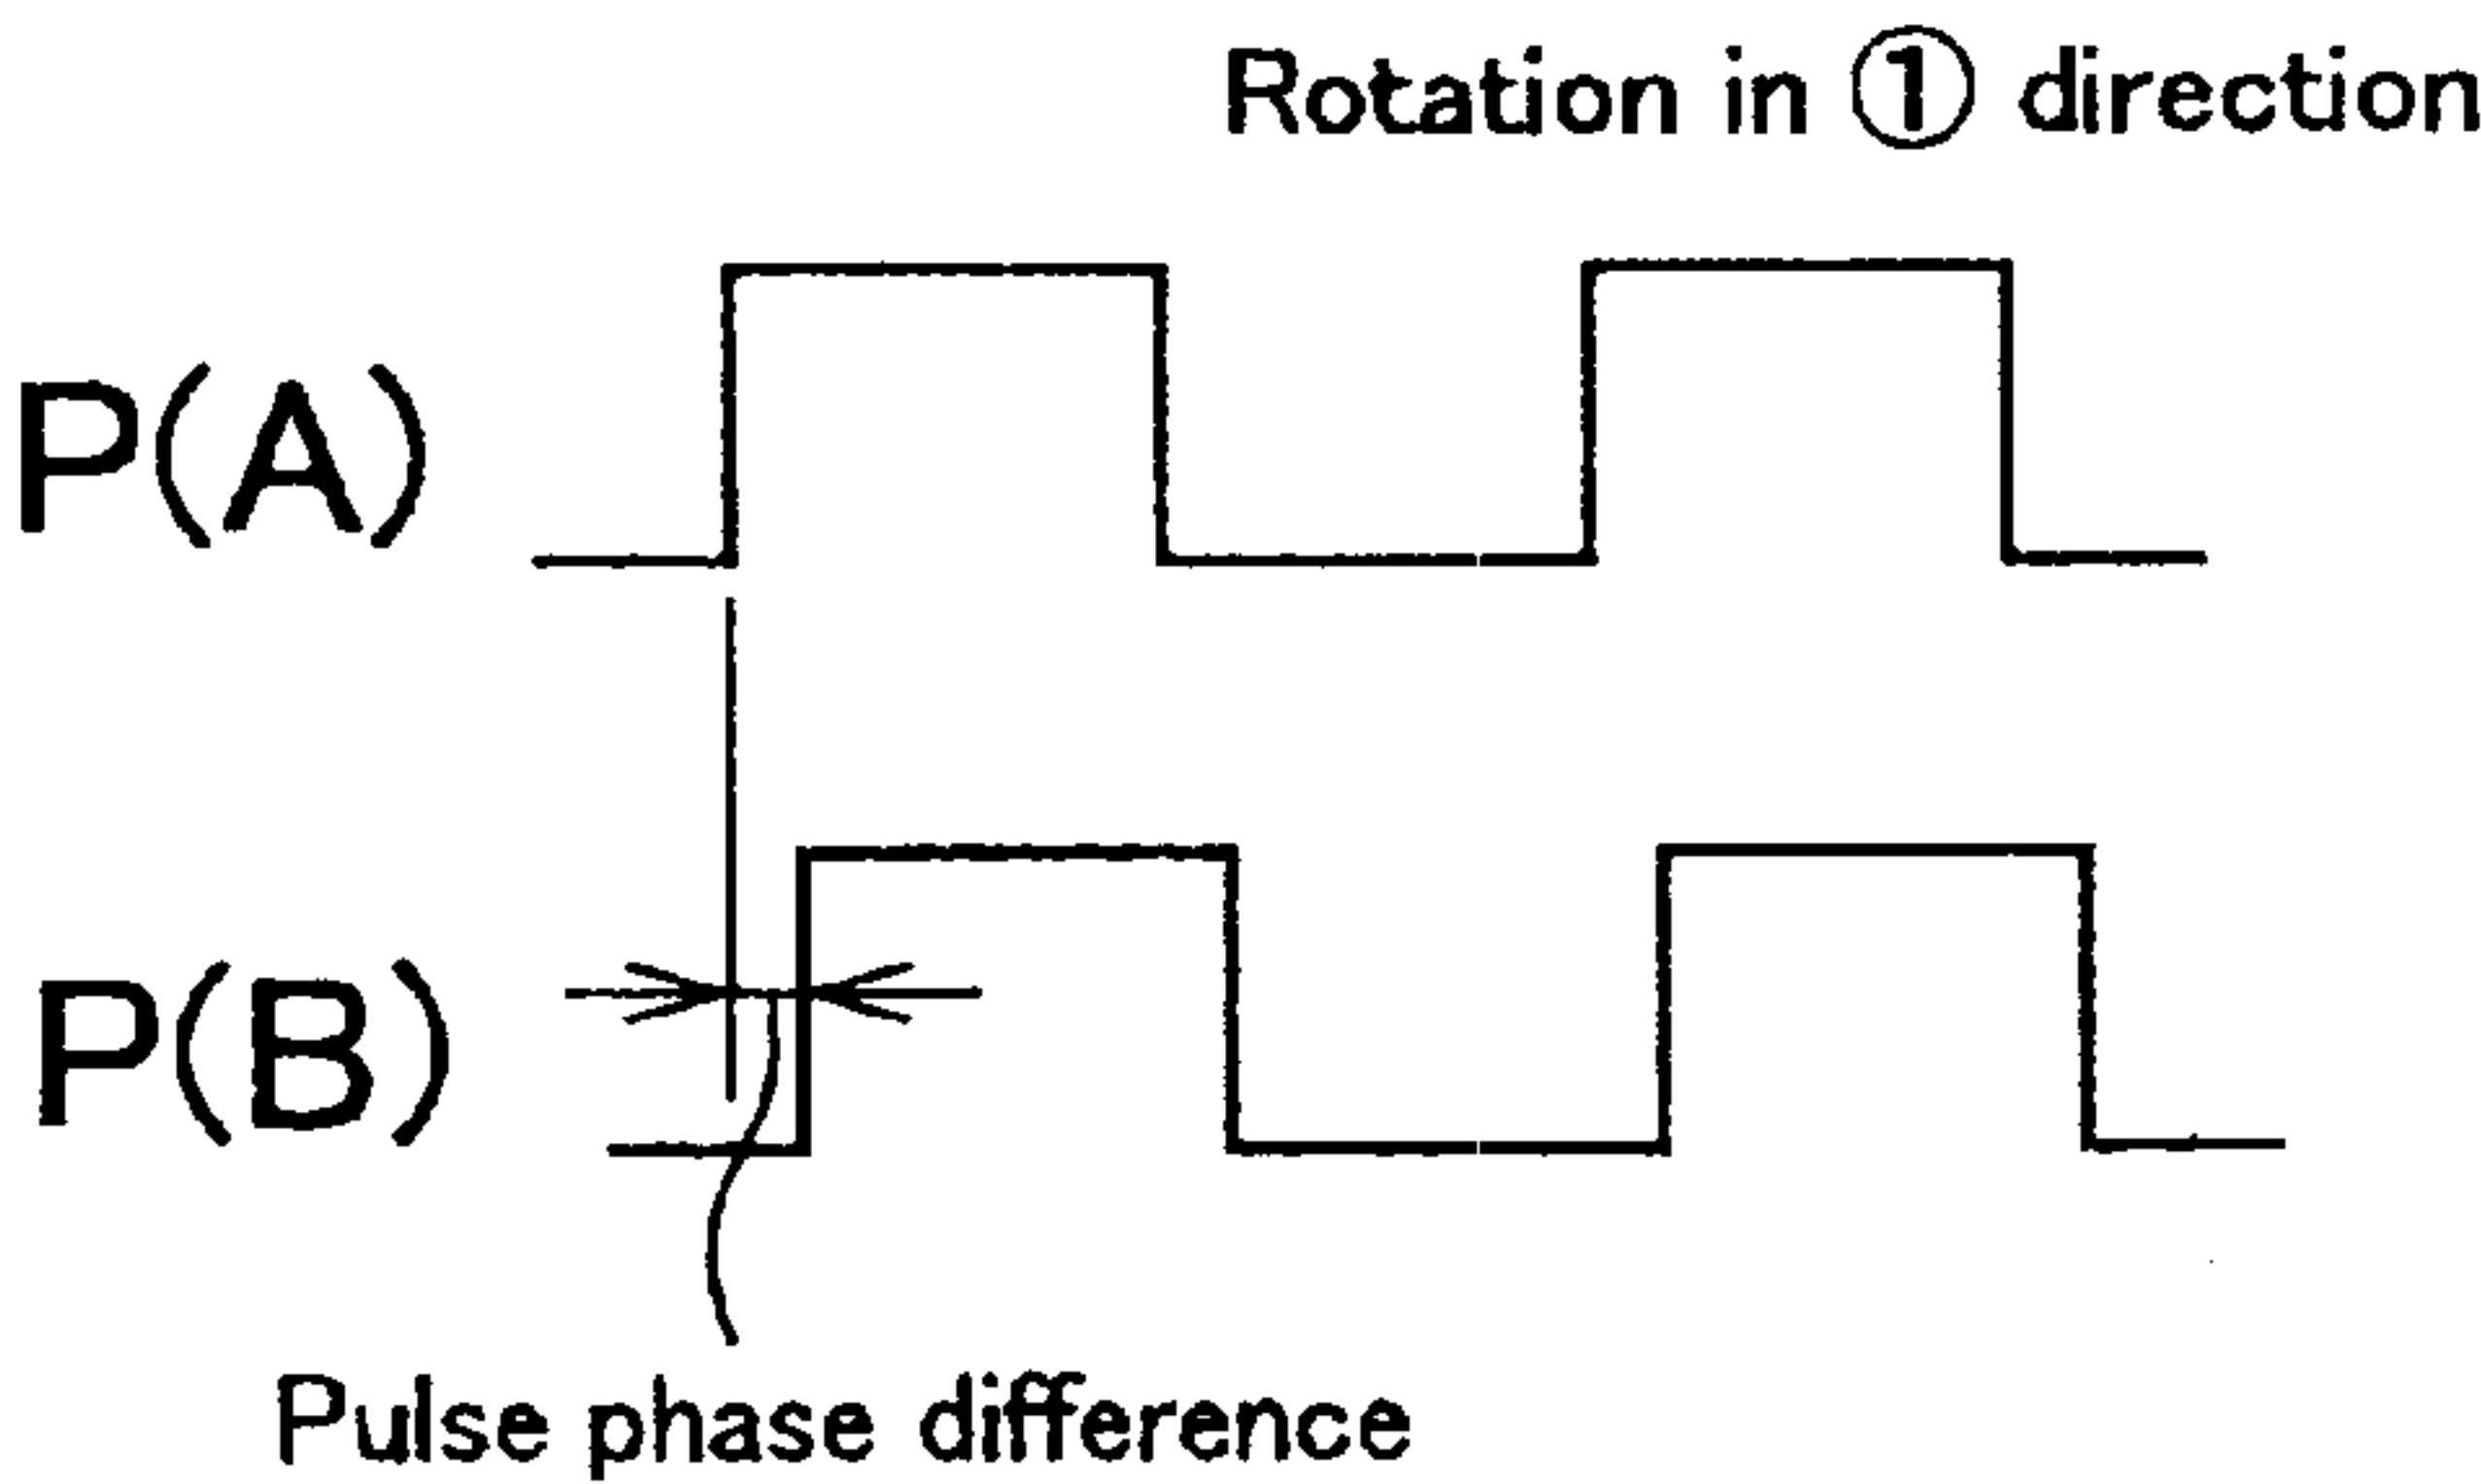 Rotation in ① direction
P(A)
P(B)
Pulse phase difference